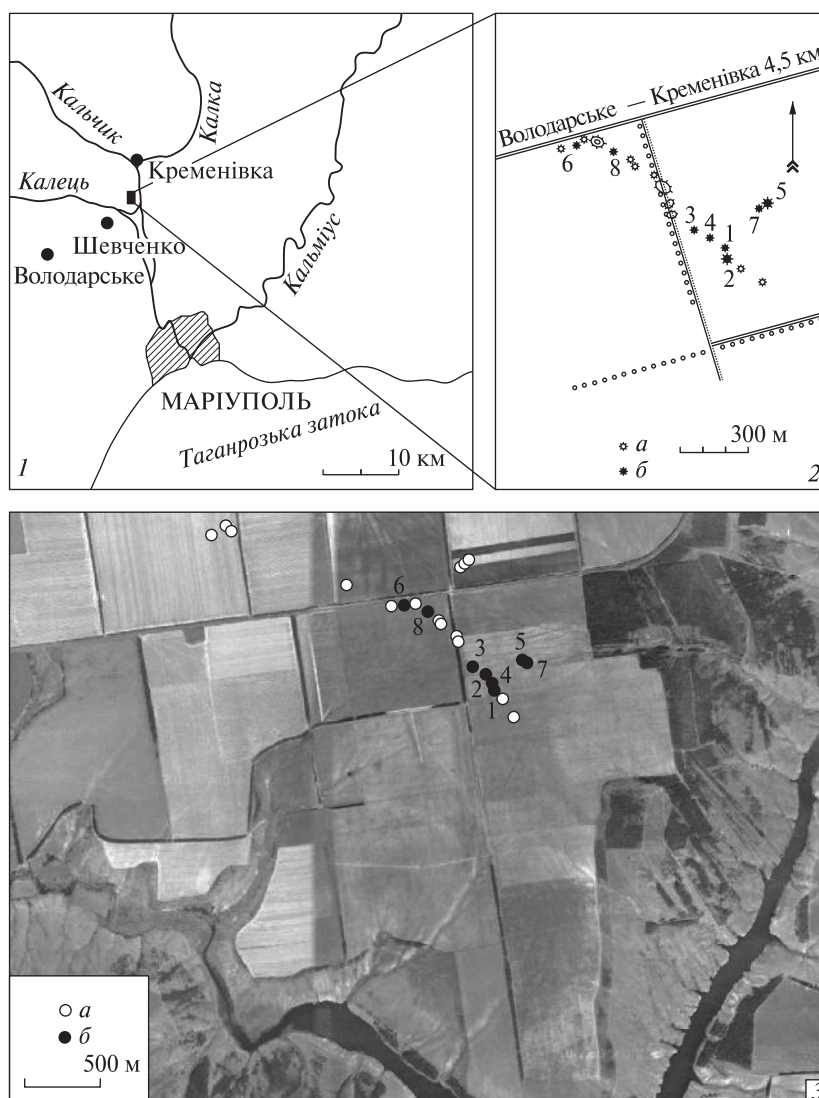 Кальчик
Калка
Кременівка
Калець
Шевченко
Володарське
Кальміус
МАРІУПОЛЬ
Таганрозька затока
10 км
1
Володарське — Кременівка 4,5 км
6
8
5
7
3
4
1
2
а
б
300 м
2
6
8
3
5
7
4
2
1
а
б
500 м
3